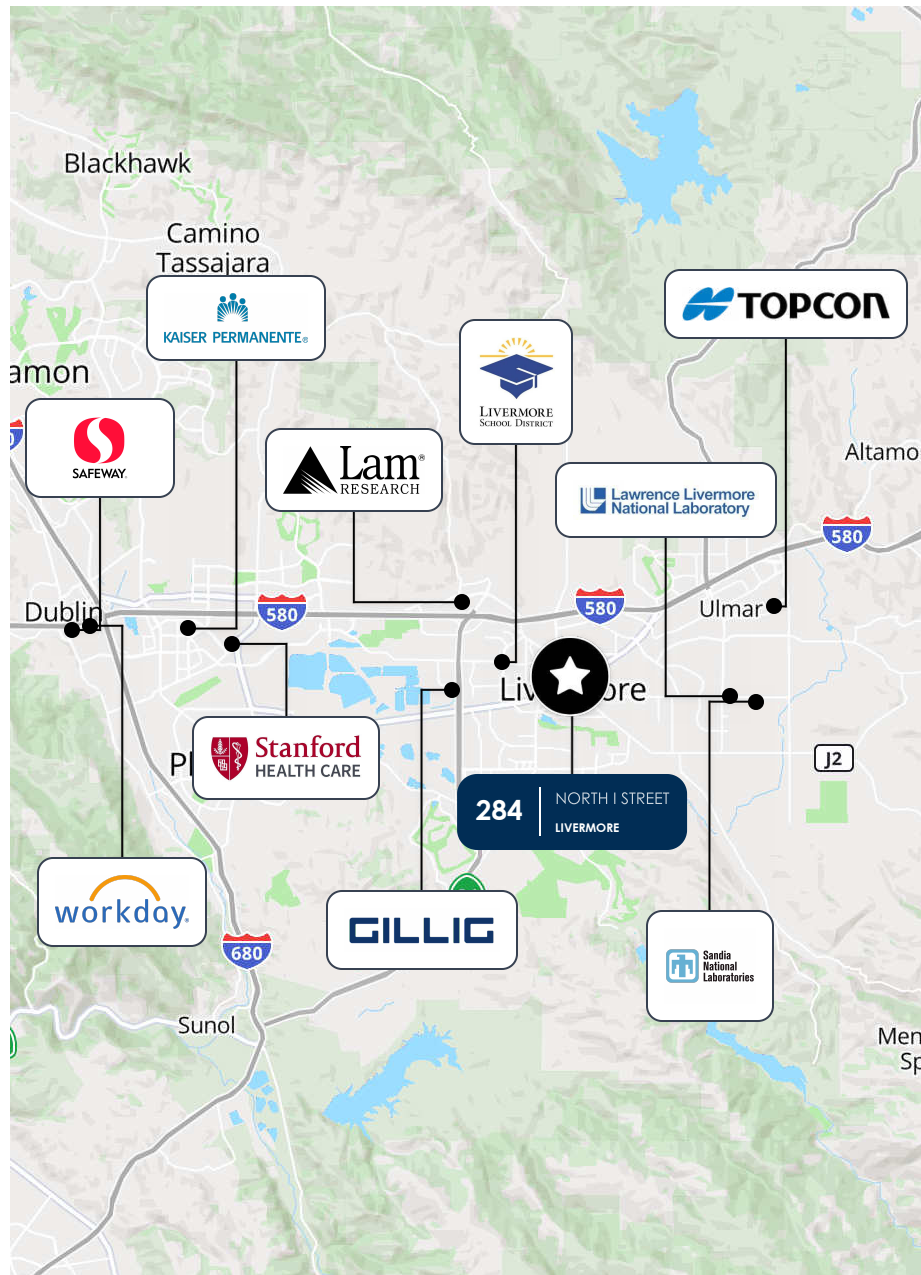 Blackhawk
Camino
Tassajara
KAISER PERMANENTE®
TOPCON
LIVERMORE
SCHOOL DISTRICT
amon
SAFEWAY
Lam®
RESEARCH
Altamo
Lawrence Livermore
National Laboratory
580
Dublin
580
580
Ulmar
Liv ore
Stanford
HEALTH CARE
Pl
J2
284
NORTH I STREET
LIVERMORE
workday®
GILLIG
680
Sandia
National
Laboratories
Sunol
Men
Sp